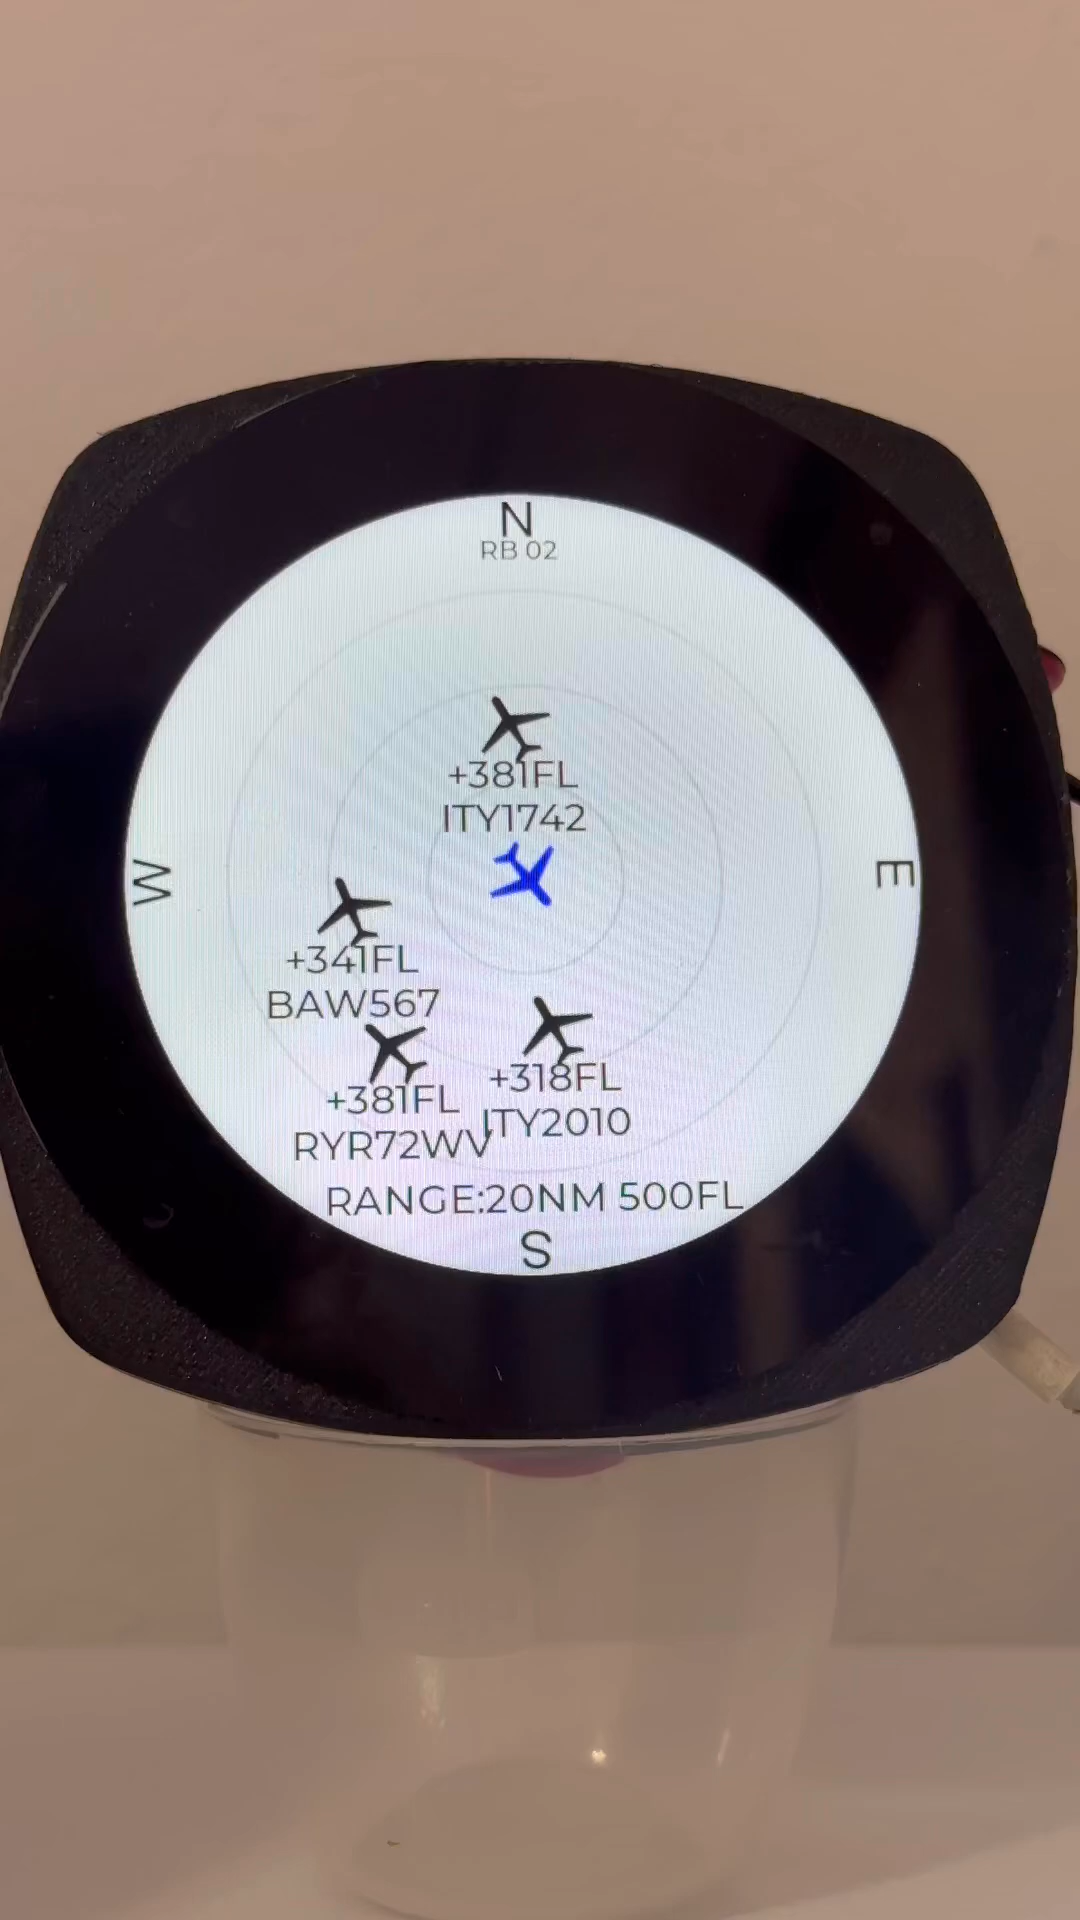 N
RB 02
+381FL
ITY1742
W
E
+341FL
BAW567
+381FL
RYR72WV
+318FL
ITY2010
RANGE:20NM 500FL
S